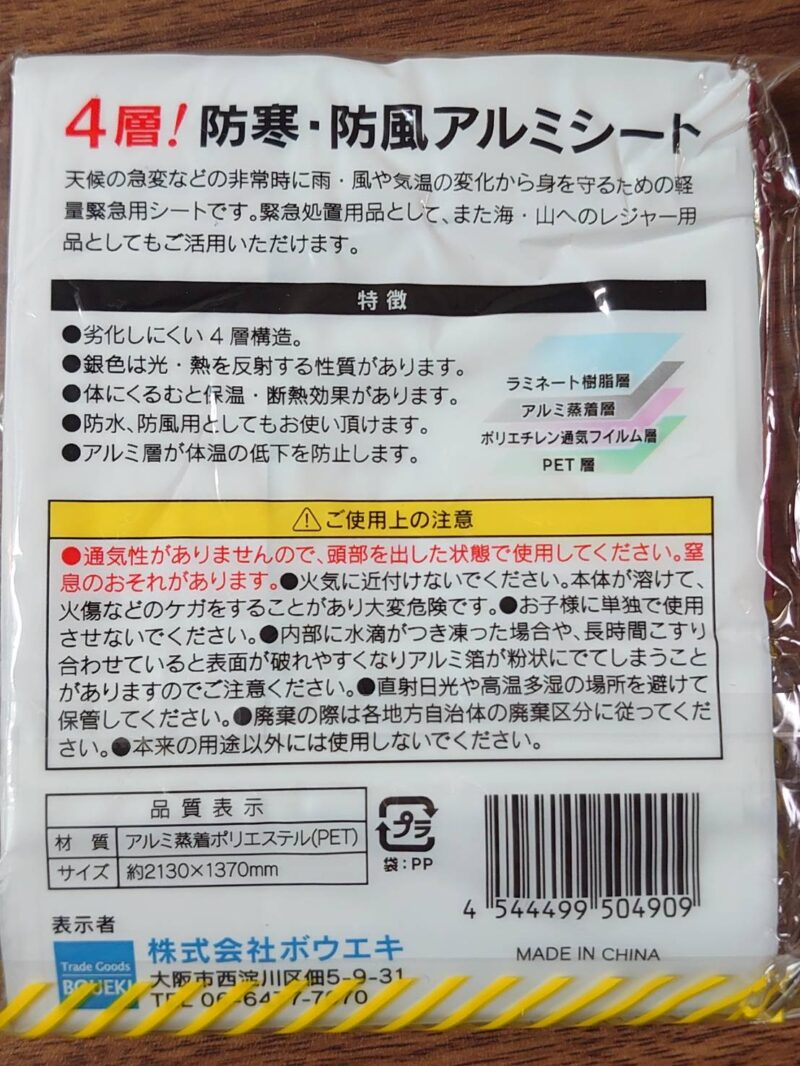 4層! 防寒・防風アルミシート
天候の急変などの非常時に雨・風や気温の変化から身を守るための軽
量緊急用シートです。緊急処置用品として、また海・山へのレジャー用
品としてもご活用いただけます。
特徴
●劣化しにくい4層構造。
●銀色は光・熱を反射する性質があります。
●体にくるむと保温・断熱効果があります。
●防水、防風用としてもお使い頂けます。
●アルミ層が体温の低下を防止します。
ラミネート樹脂層
アルミ蒸着層
ポリエチレン通気フイルム層
PET層
⚠ご使用上の注意
●通気性がありませんので、頭部を出した状態で使用してください。窒
息のおそれがあります。●火気に近付けないでください。本体が溶けて、
火傷などのケガをすることがあり大変危険です。●お子様に単独で使用
させないでください。●内部に水滴がつき凍った場合や、長時間こすり
合わせていると表面が破れやすくなりアルミ箔が粉状にでてしまうこと
がありますのでご注意ください。●直射日光や高温多湿の場所を避けて
保管してください。●廃棄の際は各地方自治体の廃棄区分に従ってくだ
さい。●本来の用途以外には使用しないでください。
品質表示
材質 アルミ蒸着ポリエステル(PET)
サイズ 約2130×1370mm
プラ
袋:PP
4 544499 504909
MADE IN CHINA
表示者
Trade Goods
BOUEKI
株式会社ボウエキ
大阪市西淀川区佃5-9-31
TEL 06-6477-7870